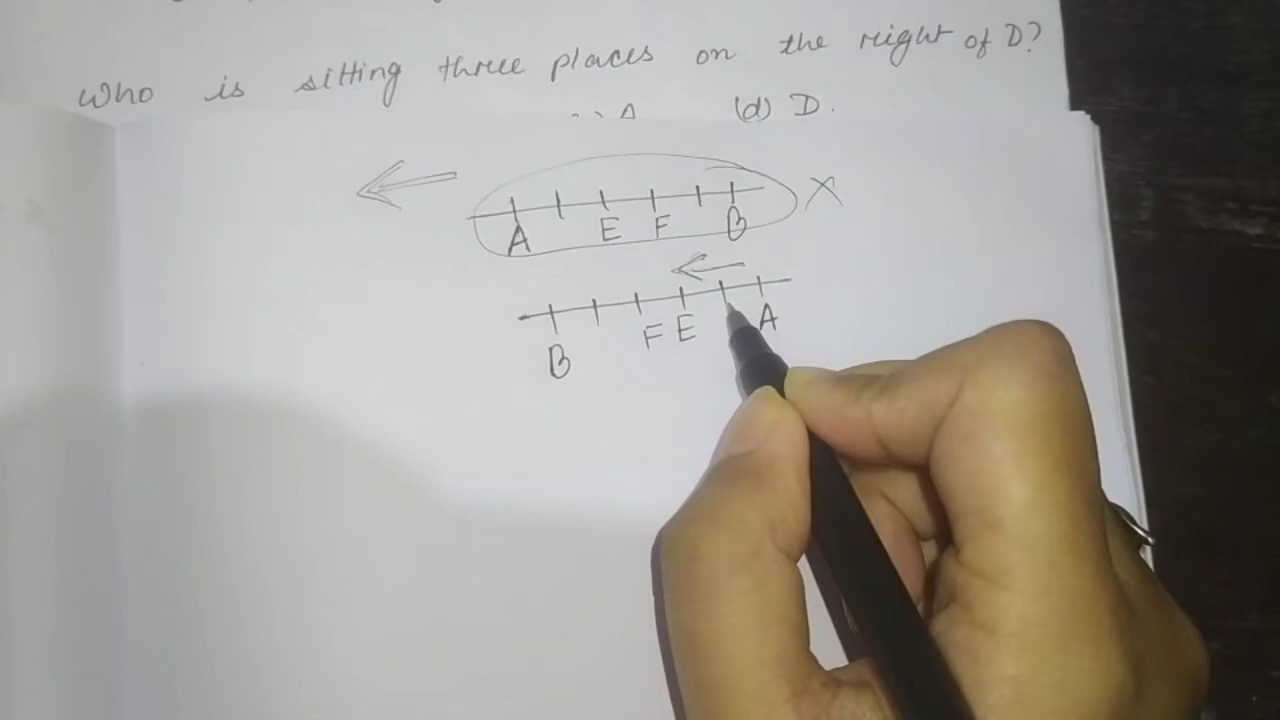 Who is sitting three places on the right of D?
(d) D.
A E F B X
F E A
B